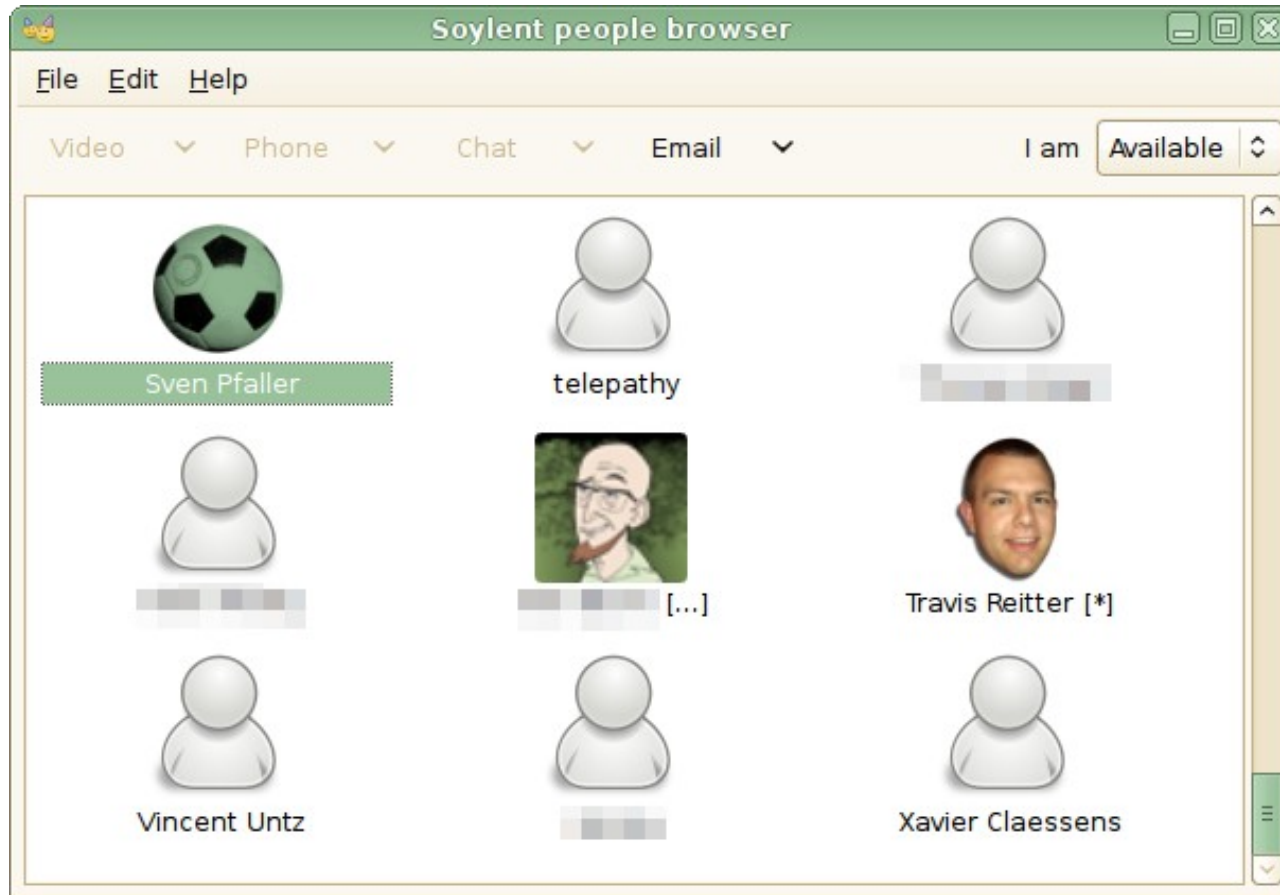 Soylent people browser
File Edit Help
Video Phone Chat Email I am Available
Sven Pfaller telepathy
[...] Travis Reitter [*]
Vincent Untz Xavier Claessens